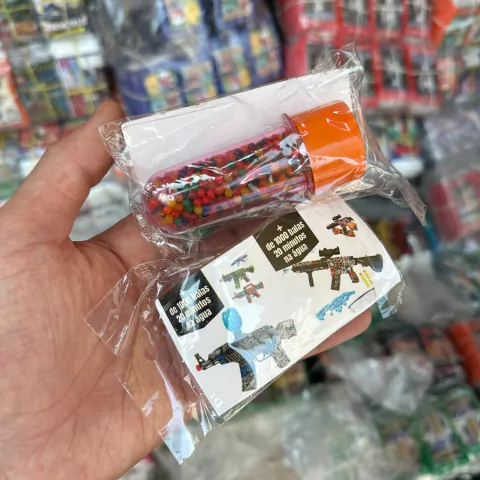 +
de 1000 balas
20 minutos
na água
de 1000 balas
20 minutos
na água